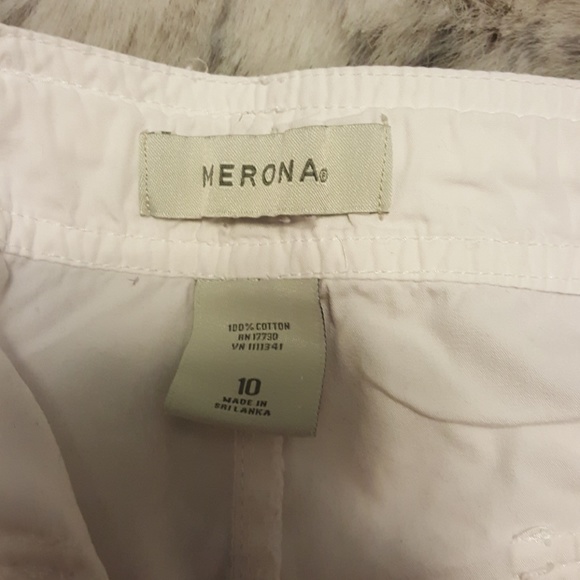 MERONA®
100% COTTON
RN 17730
VN 1111341
10
MADE IN
SRI LANKA